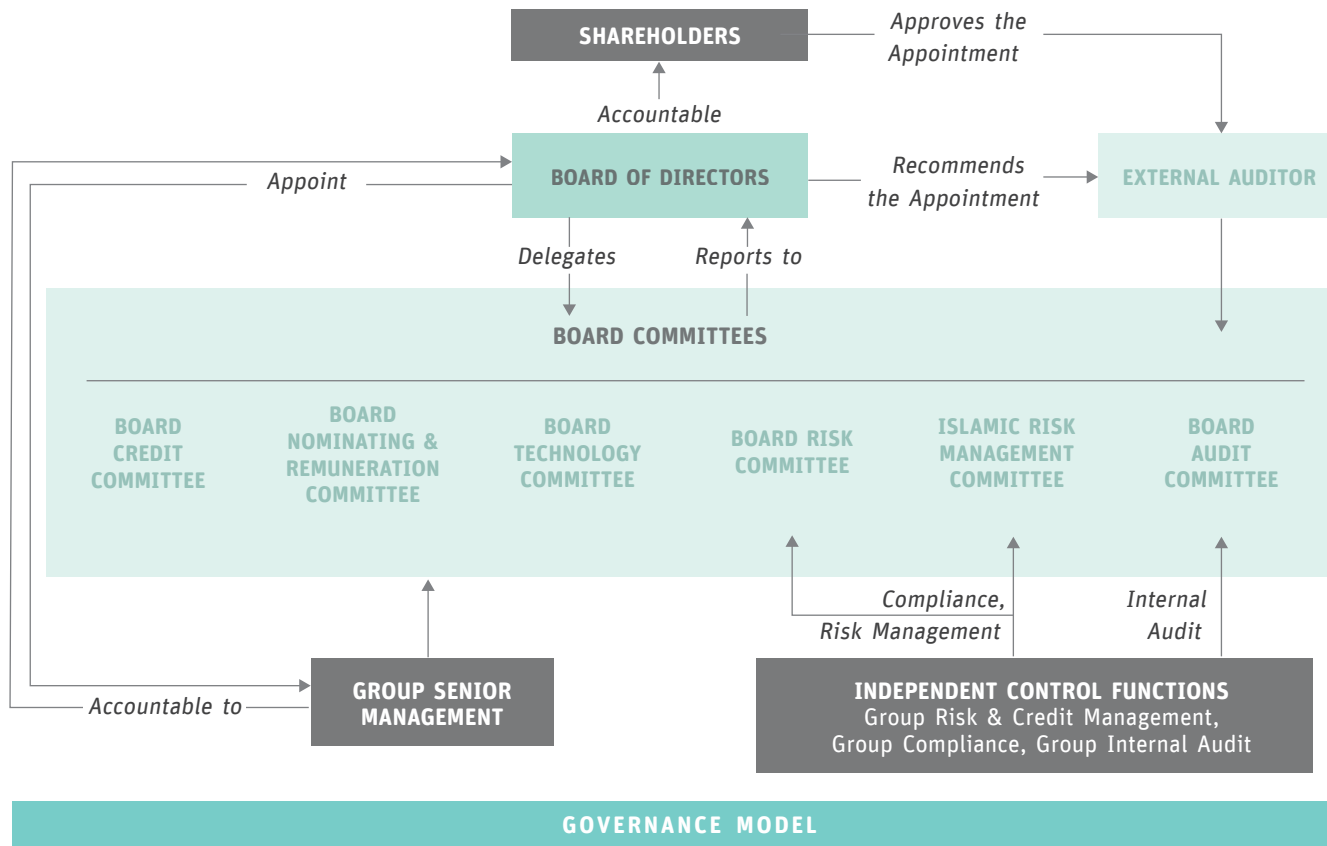 SHAREHOLDERS
Approves the
Appointment
Accountable
Appoint
BOARD OF DIRECTORS
Recommends
the Appointment
EXTERNAL AUDITOR
Delegates
Reports to
BOARD COMMITTEES
BOARD
CREDIT
COMMITTEE
BOARD
NOMINATING &
REMUNERATION
COMMITTEE
BOARD
TECHNOLOGY
COMMITTEE
BOARD RISK
COMMITTEE
ISLAMIC RISK
MANAGEMENT
COMMITTEE
BOARD
AUDIT
COMMITTEE
Compliance,
Risk Management
Internal
Audit
Accountable to
GROUP SENIOR
MANAGEMENT
INDEPENDENT CONTROL FUNCTIONS
Group Risk & Credit Management,
Group Compliance, Group Internal Audit
GOVERNANCE MODEL